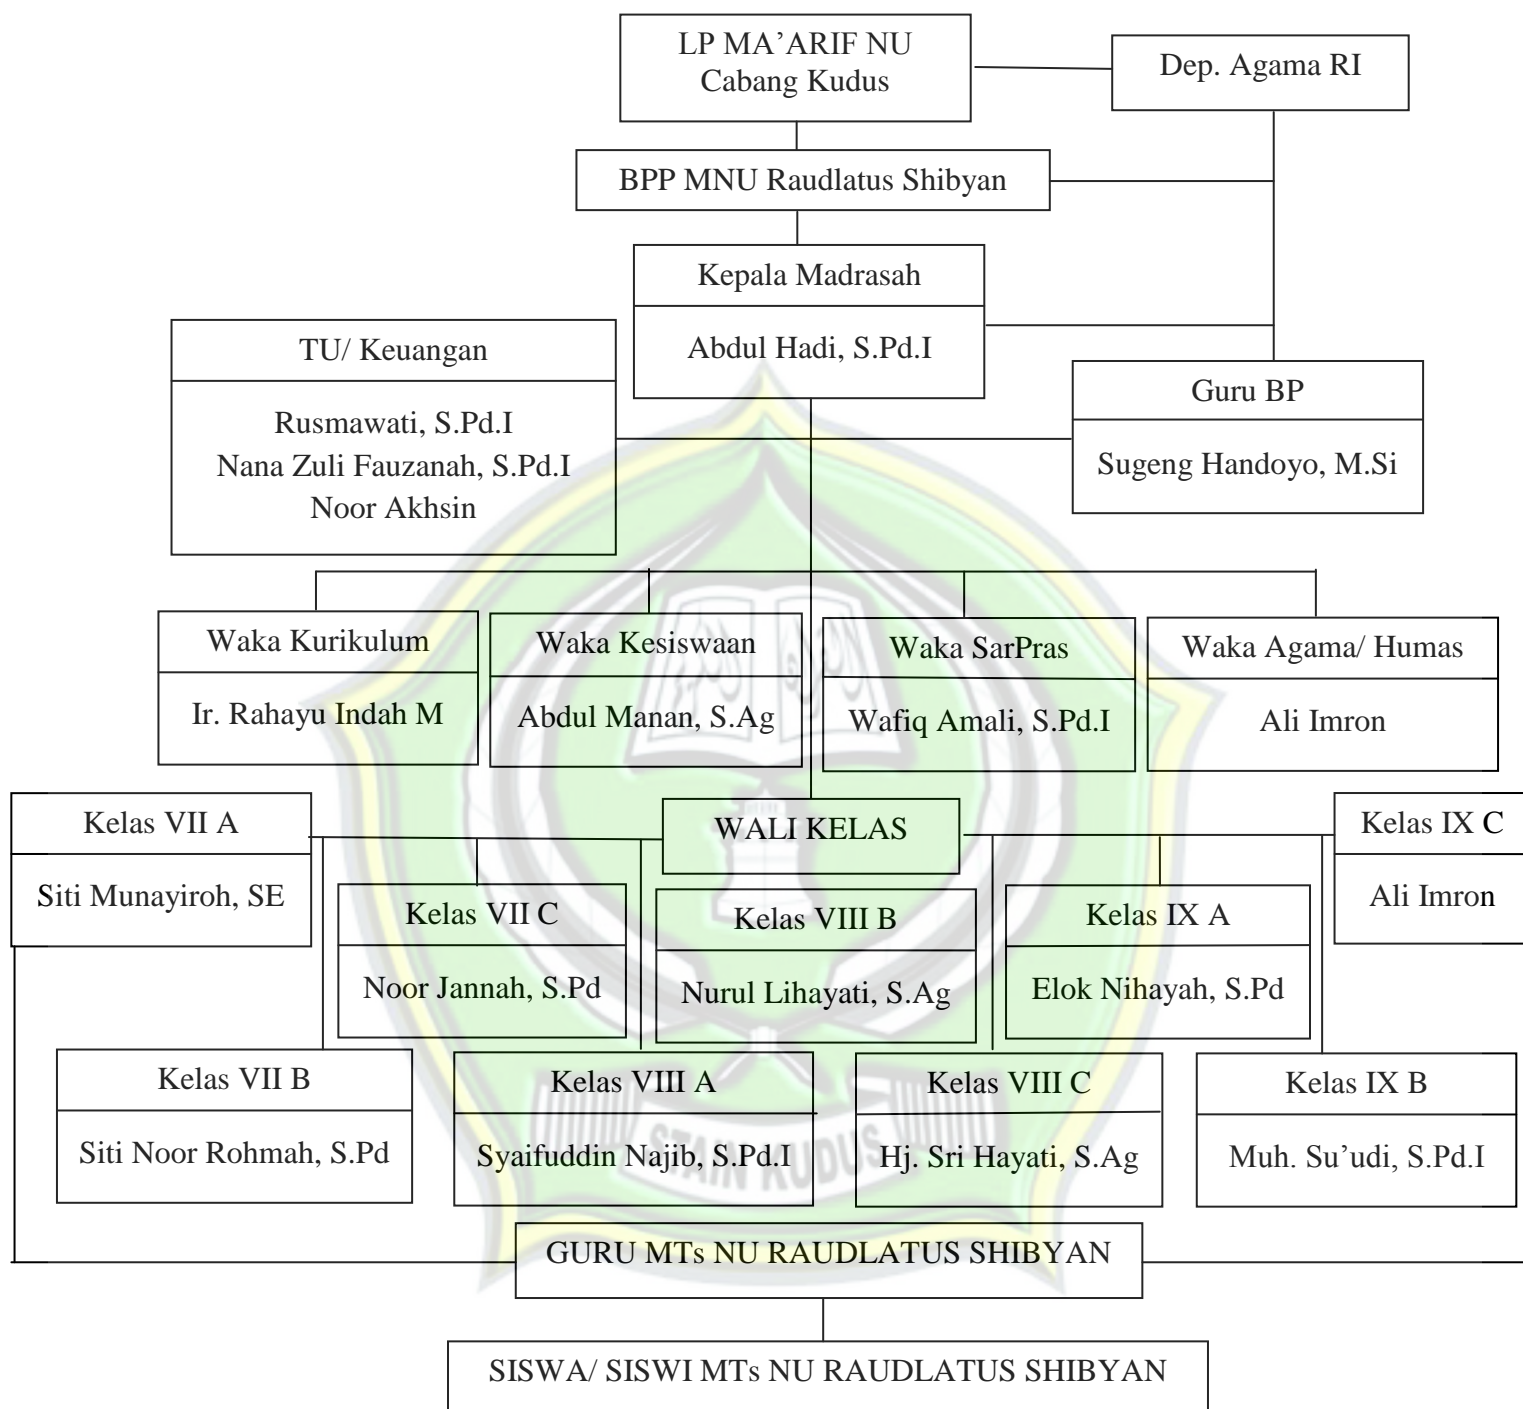 LP MA’ARIF NU
Cabang Kudus
Dep. Agama RI
BPP MNU Raudlatus Shibyan
Kepala Madrasah
Abdul Hadi, S.Pd.I
TU/ Keuangan
Rusmawati, S.Pd.I
Nana Zuli Fauzanah, S.Pd.I
Noor Akhsin
Guru BP
Sugeng Handoyo, M.Si
Waka Kurikulum
Ir. Rahayu Indah M
Waka Kesiswaan
Abdul Manan, S.Ag
Waka SarPras
Wafiq Amali, S.Pd.I
Waka Agama/ Humas
Ali Imron
WALI KELAS
Kelas VII A
Siti Munayiroh, SE
Kelas IX C
Ali Imron
Kelas VII C
Noor Jannah, S.Pd
Kelas VIII B
Nurul Lihayati, S.Ag
Kelas IX A
Elok Nihayah, S.Pd
Kelas VII B
Siti Noor Rohmah, S.Pd
Kelas VIII A
Syaifuddin Najib, S.Pd.I
Kelas VIII C
Hj. Sri Hayati, S.Ag
Kelas IX B
Muh. Su’udi, S.Pd.I
STAIN KUDUS
GURU MTs NU RAUDLATUS SHIBYAN
SISWA/ SISWI MTs NU RAUDLATUS SHIBYAN